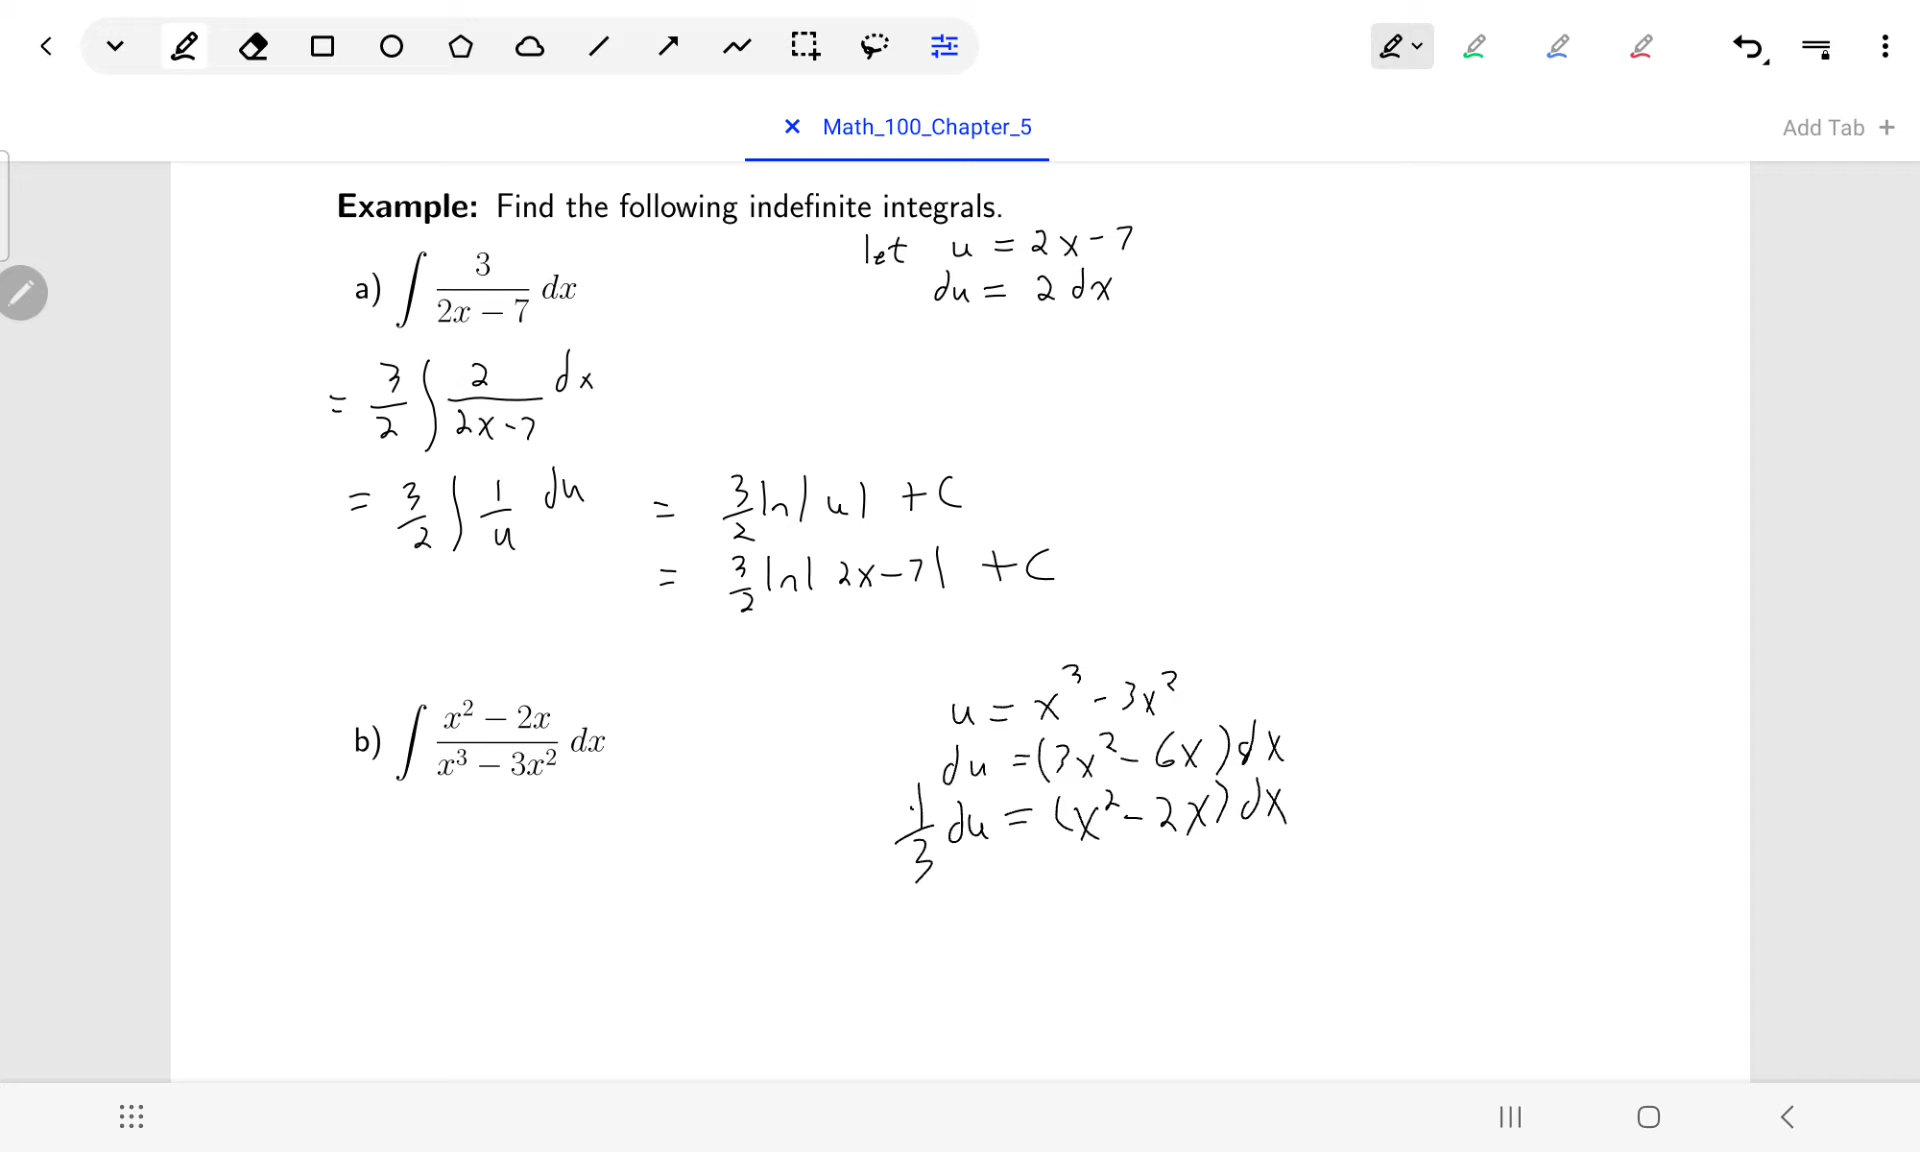 Math_100_Chapter_5
Add Tab +
Example: Find the following indefinite integrals.
let u = 2x - 7
du = 2 dx
a) ∫ 3/(2x − 7) dx
= 3/2 ∫ 2/(2x - 7) dx
= 3/2 ∫ 1/u du = 3/2 ln|u| + C
= 3/2 ln|2x - 7| + C
u = x³ - 3x²
b) ∫ (x² − 2x)/(x³ − 3x²) dx
du = (3x² - 6x)dx
1/3 du = (x² - 2x)dx